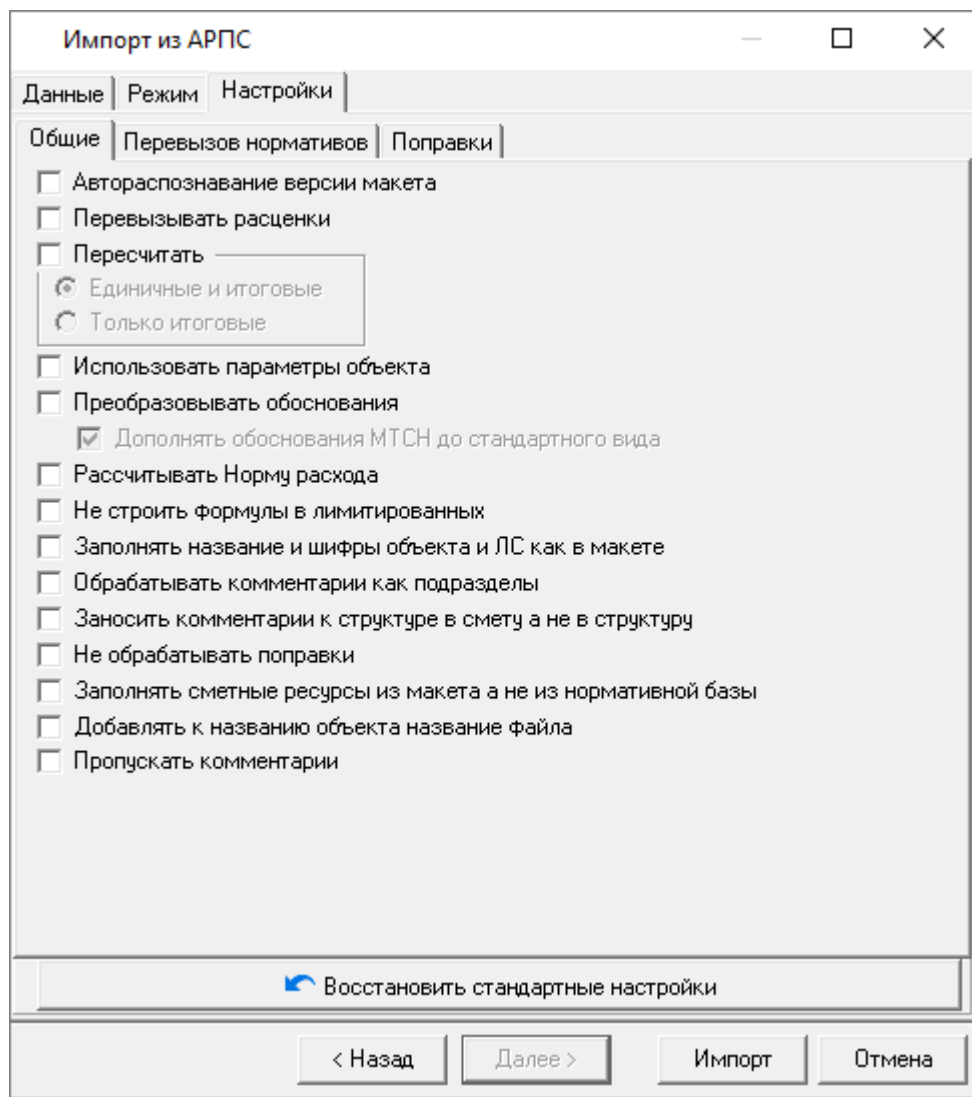 Импорт из АРПС
Данные Режим Настройки
Общие Перевызов нормативов Поправки
Автораспознавание версии макета
Перевызывать расценки
Пересчитать
Единичные и итоговые
Только итоговые
Использовать параметры объекта
Преобразовывать обоснования
Дополнять обоснования МТСН до стандартного вида
Рассчитывать Норму расхода
Не строить формулы в лимитированных
Заполнять название и шифры объекта и ЛС как в макете
Обрабатывать комментарии как подразделы
Заносить комментарии к структуре в смету а не в структуру
Не обрабатывать поправки
Заполнять сметные ресурсы из макета а не из нормативной базы
Добавлять к названию объекта название файла
Пропускать комментарии
Восстановить стандартные настройки
< Назад Далее > Импорт Отмена